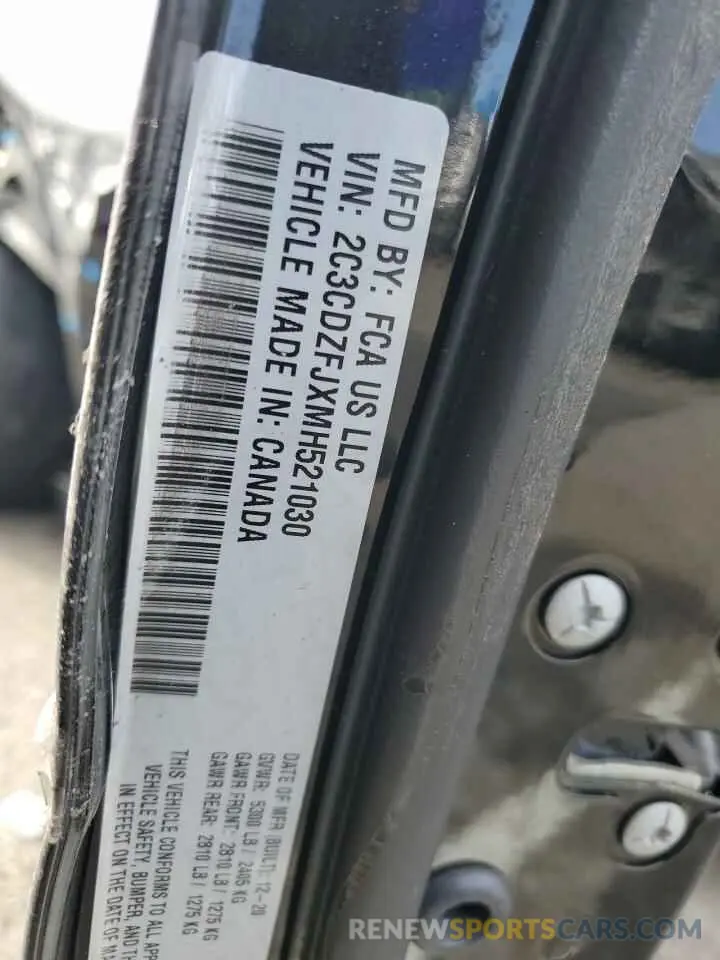 MFD BY: FCA US LLC
VIN: 2C3CDZFJXMH521030
VEHICLE MADE IN: CANADA
DATE OF MFR (BUILT): 12-20
GVWR: 5300 LB / 2405 KG
GAWR FRONT: 2810 LB / 1275 KG
GAWR REAR: 2810 LB / 1275 KG
THIS VEHICLE CONFORMS TO ALL APP
VEHICLE SAFETY, BUMPER, AND TH
IN EFFECT ON THE DATE OF MA
RENEWSPORTSCARS.COM